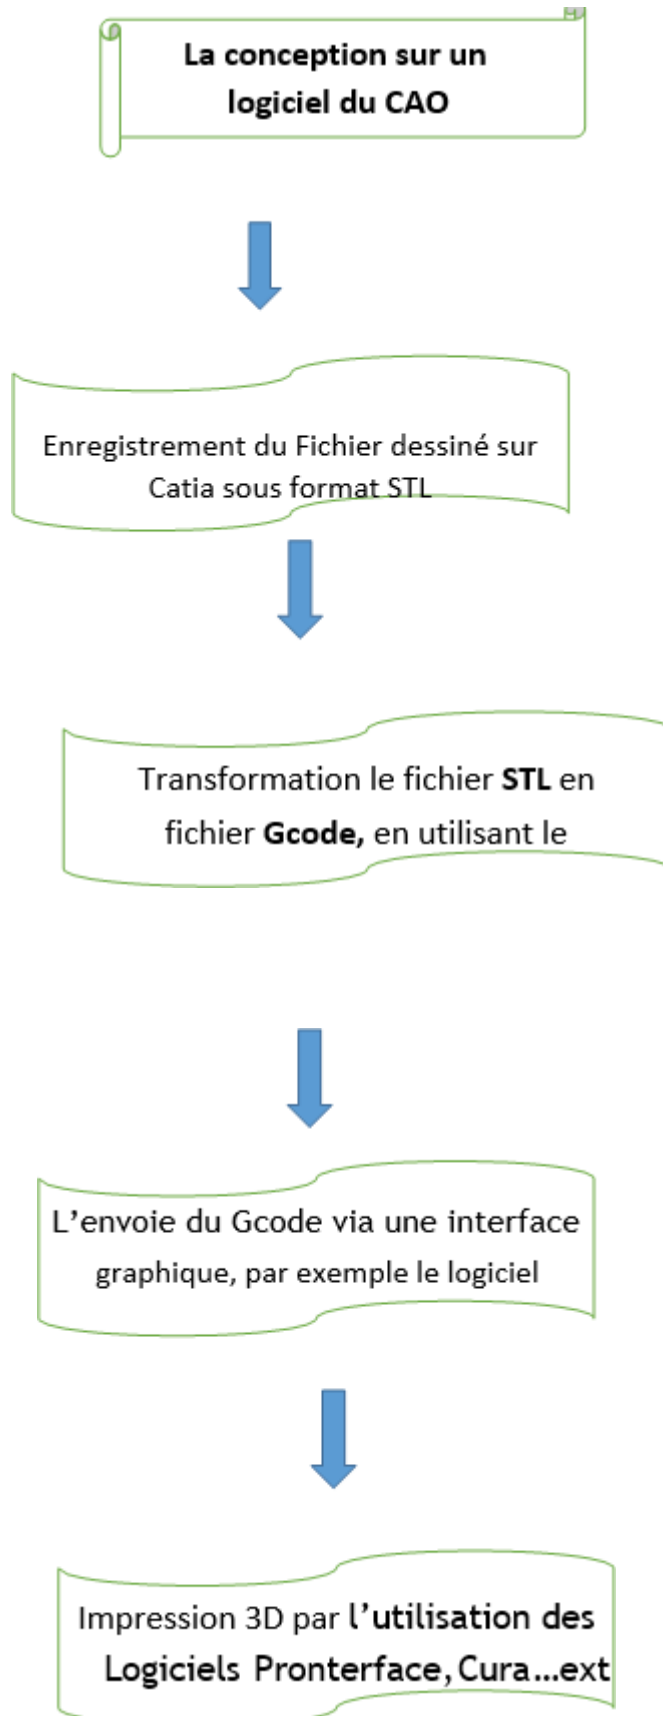 La conception sur un
logiciel du CAO
Enregistrement du Fichier dessiné sur
Catia sous format STL
Transformation le fichier STL en
fichier Gcode, en utilisant le
L’envoie du Gcode via une interface
graphique, par exemple le logiciel
Impression 3D par l’utilisation des
Logiciels Pronterface, Cura...ext